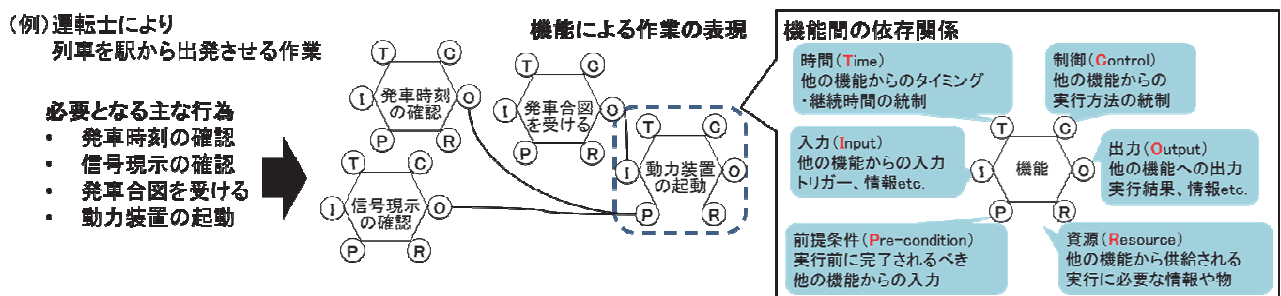 （例）運転士により
列車を駅から出発させる作業
必要となる主な行為
・ 発車時刻の確認
・ 信号現示の確認
・ 発車合図を受ける
・ 動力装置の起動
機能による作業の表現
T
C
I
発車時刻
の確認
O
P
R
T
C
I
信号現示
の確認
O
P
R
T
C
I
発車合図
を受ける
O
P
R
T
C
I
動力装置
の起動
O
P
R
機能間の依存関係
時間（Time）
他の機能からのタイミング
・継続時間の統制
制御（Control）
他の機能からの
実行方法の統制
入力（Input）
他の機能からの入力
トリガー、情報etc.
T
C
I
機能
O
P
R
出力（Output）
他の機能への出力
実行結果、情報etc.
前提条件（Pre-condition）
実行前に完了されるべき
他の機能からの入力
資源（Resource）
他の機能から供給される
実行に必要な情報や物